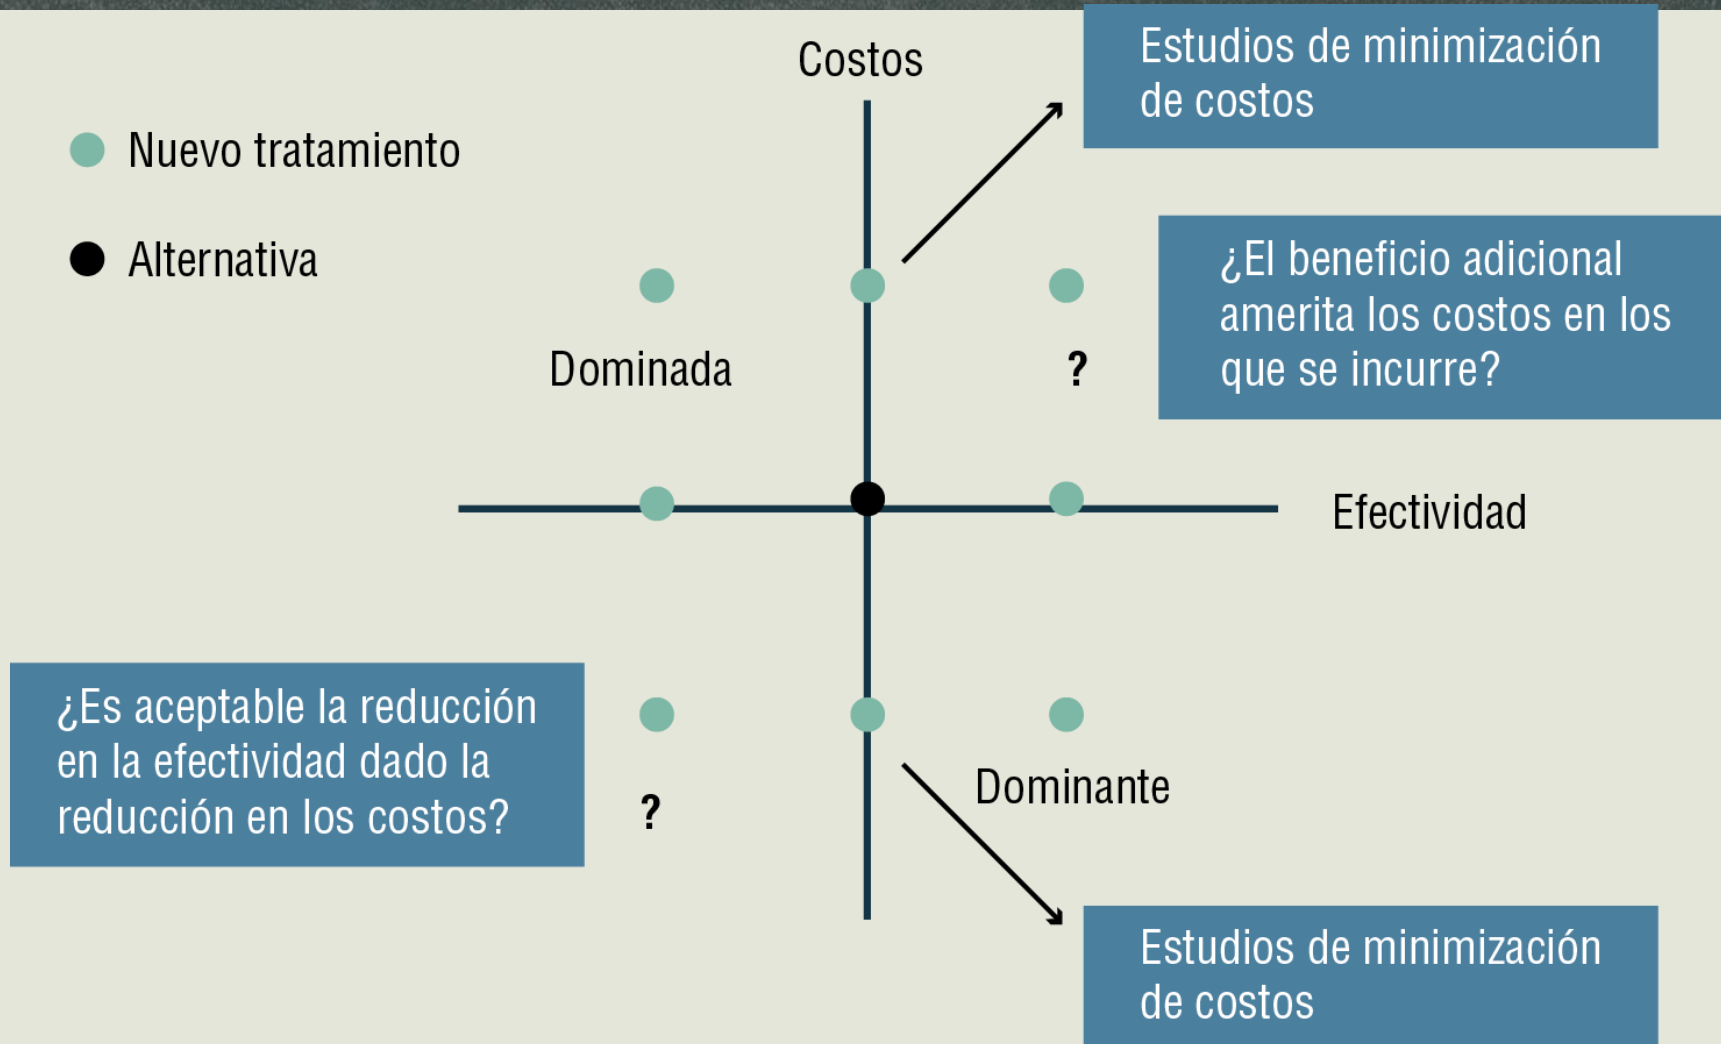 Costos
Estudios de minimización
de costos
Nuevo tratamiento
Alternativa
¿El beneficio adicional
amerita los costos en los
que se incurre?
Dominada
?
Efectividad
¿Es aceptable la reducción
en la efectividad dado la
reducción en los costos?
?
Dominante
Estudios de minimización
de costos